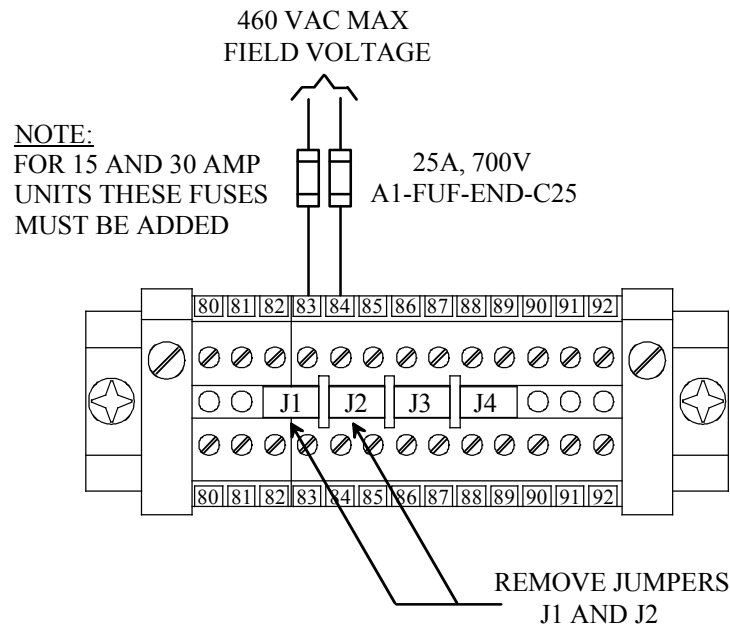 460 VAC MAX
FIELD VOLTAGE
NOTE:
FOR 15 AND 30 AMP
UNITS THESE FUSES
MUST BE ADDED
25A, 700V
A1-FUF-END-C25
80 81 82 83 84 85 86 87 88 89 90 91 92
J1 J2 J3 J4
80 81 82 83 84 85 86 87 88 89 90 91 92
REMOVE JUMPERS
J1 AND J2